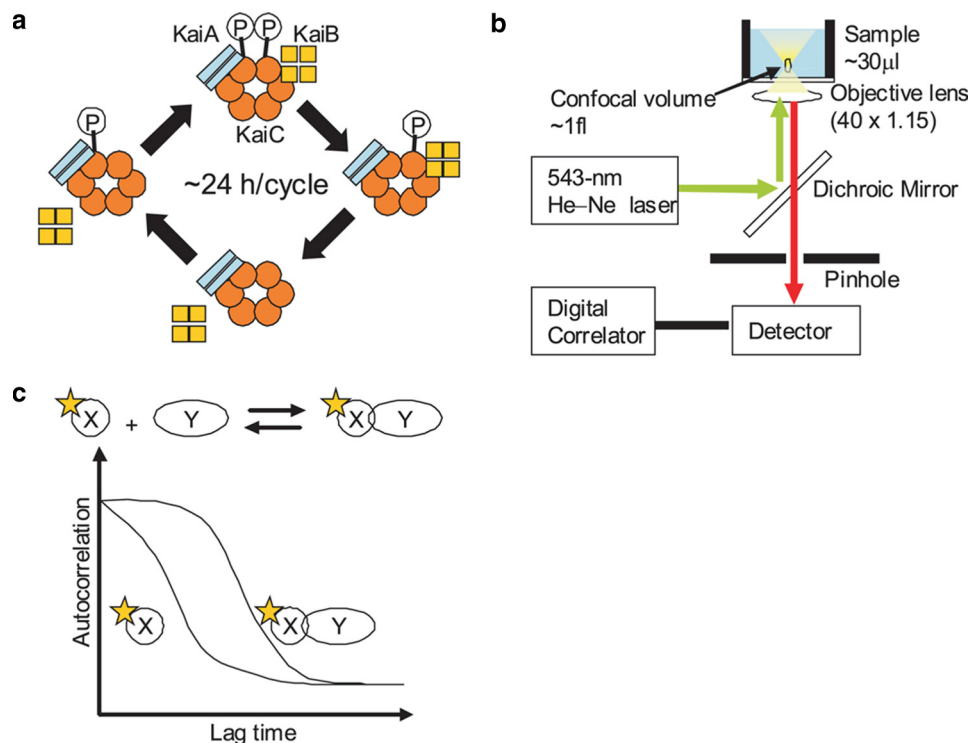 a
KaiA
P P
KaiB
KaiC
P
P
~24 h/cycle
b
Sample
~30µl
Confocal volume
~1fl
Objective lens
(40 x 1.15)
543-nm
He–Ne laser
Dichroic Mirror
Pinhole
Digital
Correlator
Detector
c
X + Y X Y
Autocorrelation
X
X Y
Lag time